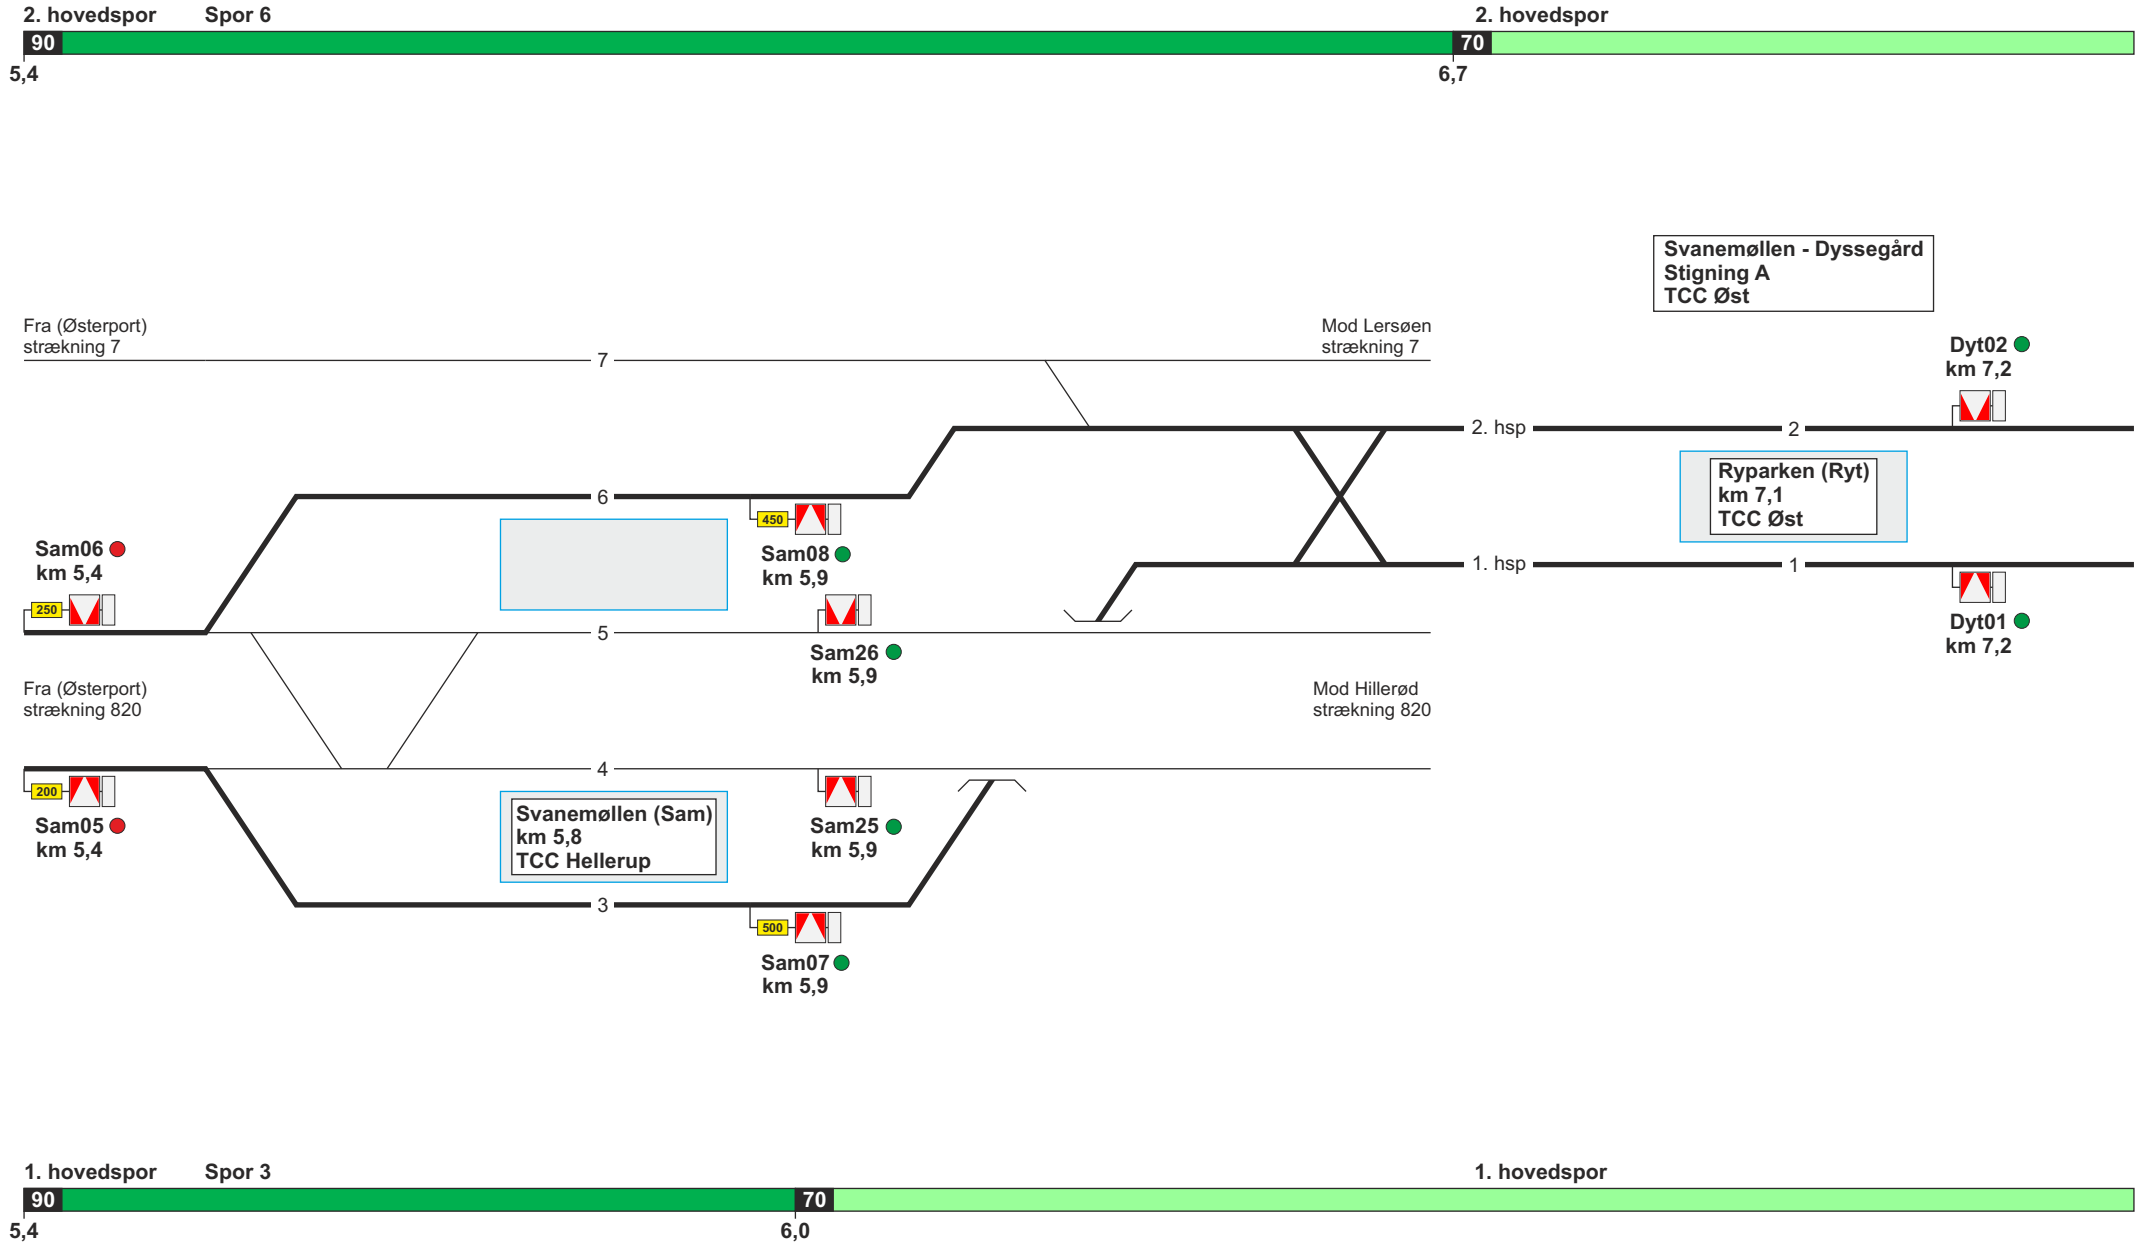 2. hovedspor Spor 6 2. hovedspor
90 70
5,4 6,7
Svanemøllen - Dyssegård
Stigning A
TCC Øst
Fra (Østerport)
strækning 7
7
Mod Lersøen
strækning 7
Dyt02
km 7,2
2. hsp 2
Ryparken (Ryt)
km 7,1
TCC Øst
6
450
Sam06
km 5,4
Sam08
km 5,9
1. hsp 1
250
5
Sam26
km 5,9
Dyt01
km 7,2
Fra (Østerport)
strækning 820
Mod Hillerød
strækning 820
4
200
Sam05
km 5,4
Svanemøllen (Sam)
km 5,8
TCC Hellerup
Sam25
km 5,9
3
500
Sam07
km 5,9
1. hovedspor Spor 3 1. hovedspor
90 70
5,4 6,0